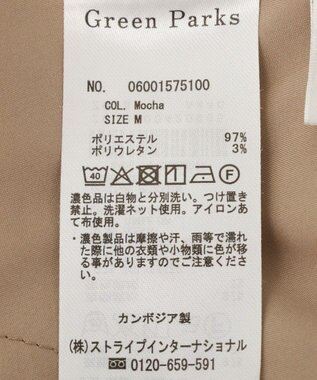 Green Parks
NO. 06001575100
COL. Mocha
SIZE M
ポリエステル 97%
ポリウレタン 3%
40
濃色品は白物と分別洗い。つけ置き
禁止。洗濯ネット使用。アイロンあ
て布使用。
・濃色製品は摩擦や汗、雨等で濡れ
た際に他の衣類や小物類に色が移
る事がありますのでご注意くださ
い。
カンボジア製
(株)ストライプインターナショナル
0120-659-591